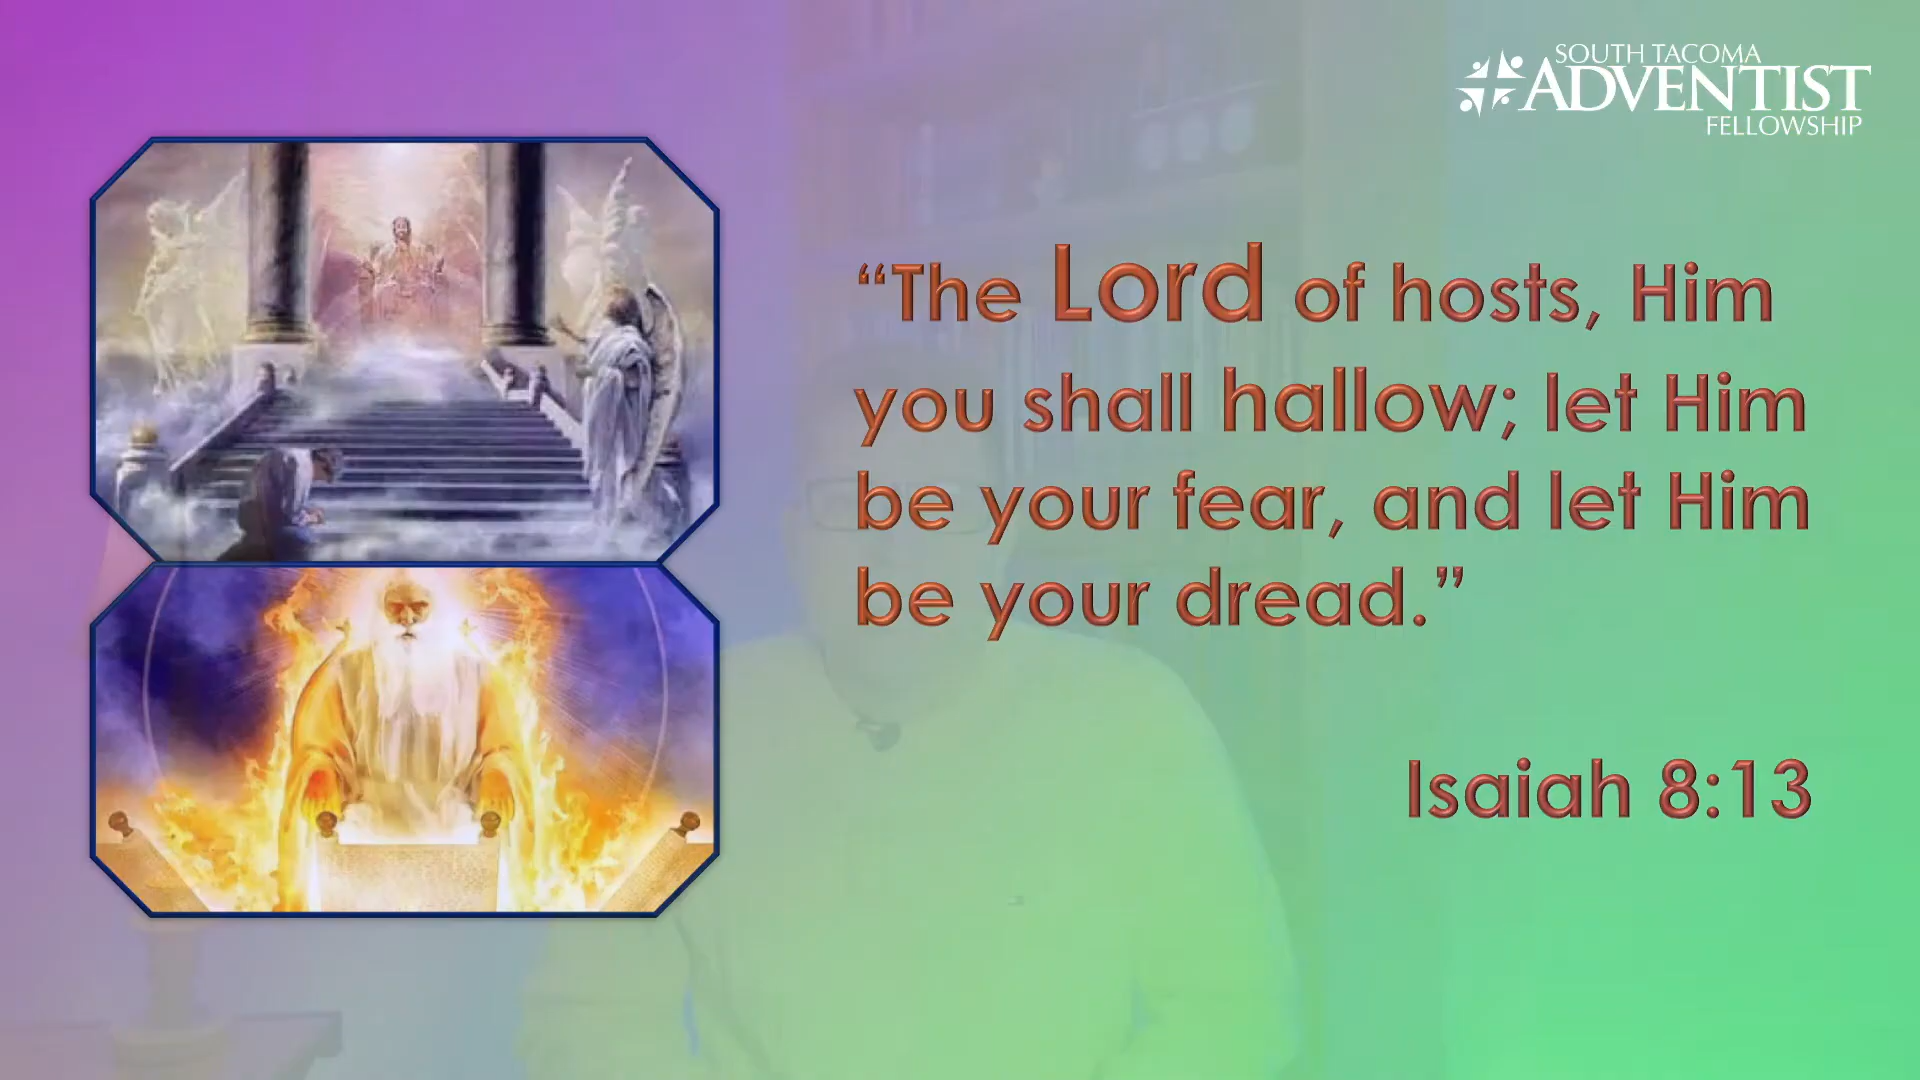 SOUTH TACOMA
ADVENTIST
FELLOWSHIP
“The Lord of hosts, Him
you shall hallow; let Him
be your fear, and let Him
be your dread.”
Isaiah 8:13